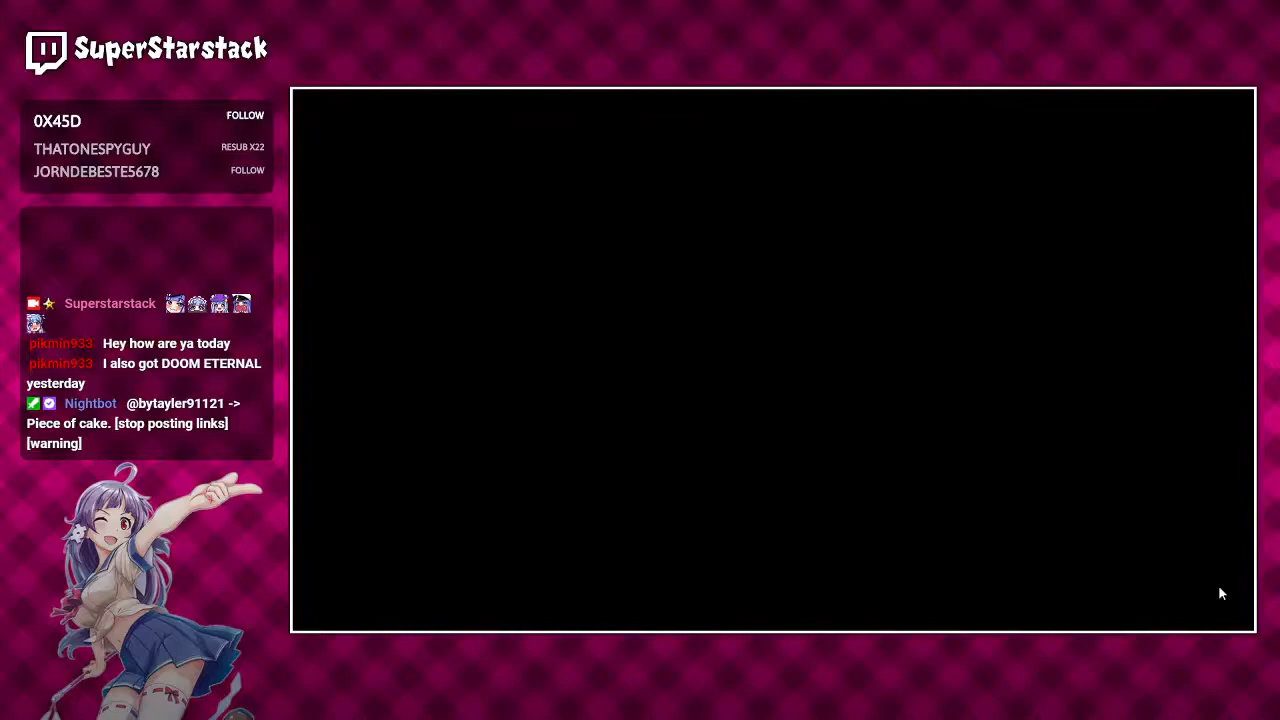 SuperStarstack
0X45D FOLLOW
THATONESPYGUY RESUB X22
JORNDEBESTE5678 FOLLOW
Superstarstack
pikmin933 Hey how are ya today
pikmin933 I also got DOOM ETERNAL
yesterday
Nightbot @bytayler91121 ->
Piece of cake. [stop posting links]
[warning]